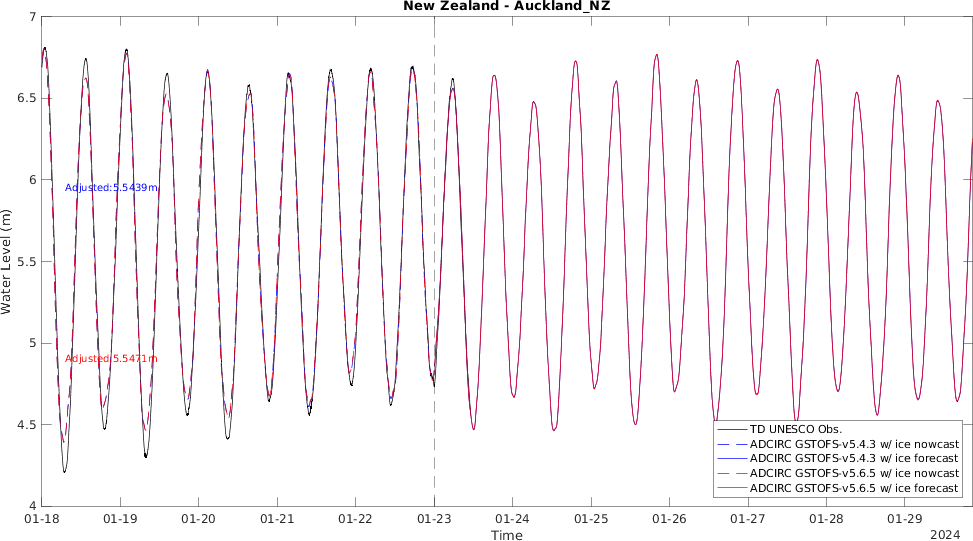 New Zealand - Auckland_NZ
7
6.5
6
5.5
5
4.5
4
Water Level (m)
Adjusted:5.5439m
Adjusted:5.5471m
TD UNESCO Obs.
ADCIRC GSTOFS-v5.4.3 w/ ice nowcast
ADCIRC GSTOFS-v5.4.3 w/ ice forecast
ADCIRC GSTOFS-v5.6.5 w/ ice nowcast
ADCIRC GSTOFS-v5.6.5 w/ ice forecast
01-18 01-19 01-20 01-21 01-22 01-23 01-24 01-25 01-26 01-27 01-28 01-29
Time
2024